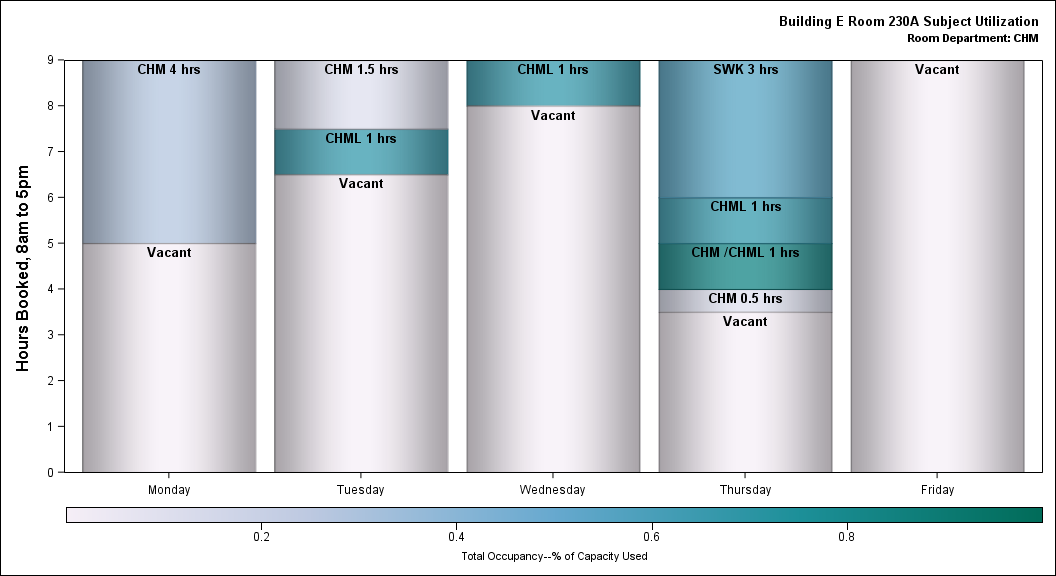 Building E Room 230A Subject Utilization
Room Department: CHM
Hours Booked, 8am to 5pm
9
8
7
6
5
4
3
2
1
0
CHM 4 hrs
Vacant
CHM 1.5 hrs
CHML 1 hrs
Vacant
CHML 1 hrs
Vacant
SWK 3 hrs
CHML 1 hrs
CHM /CHML 1 hrs
CHM 0.5 hrs
Vacant
Vacant
Monday Tuesday Wednesday Thursday Friday
0.2 0.4 0.6 0.8
Total Occupancy--% of Capacity Used